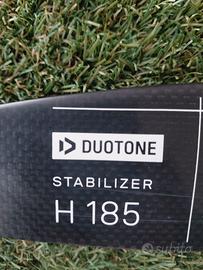 DUOTONE
STABILIZER
H 185
subito